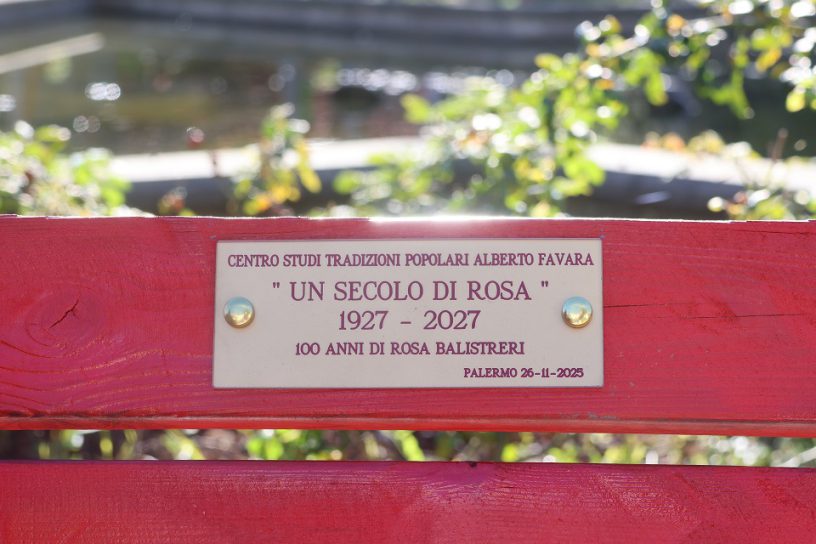 CENTRO STUDI TRADIZIONI POPOLARI ALBERTO FAVARA
" UN SECOLO DI ROSA "
1927 - 2027
100 ANNI DI ROSA BALISTRERI
PALERMO 26-11-2025